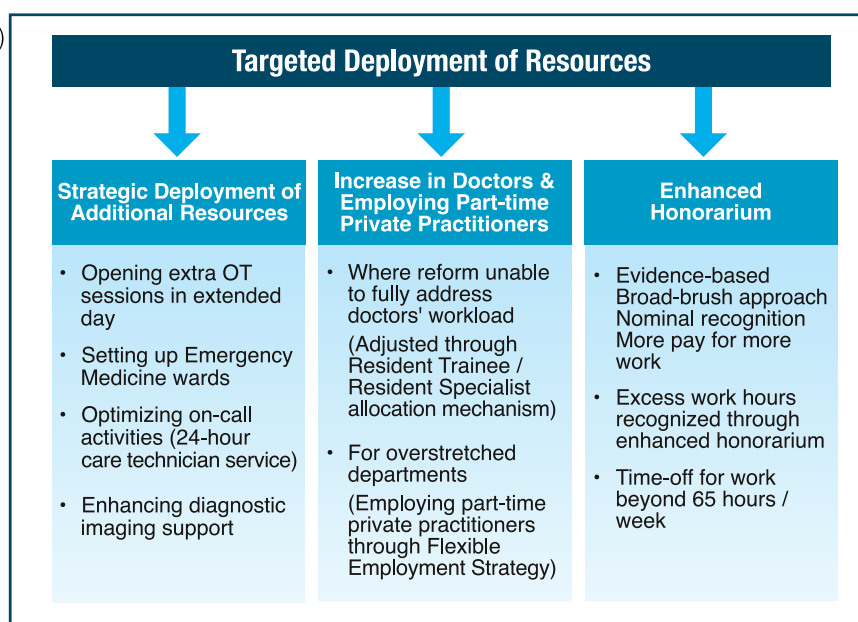 )
Targeted Deployment of Resources
Strategic Deployment of
Additional Resources
• Opening extra OT
sessions in extended
day
• Setting up Emergency
Medicine wards
• Optimizing on-call
activities (24-hour
care technician service)
• Enhancing diagnostic
imaging support
Increase in Doctors &
Employing Part-time
Private Practitioners
• Where reform unable
to fully address
doctors' workload
(Adjusted through
Resident Trainee /
Resident Specialist
allocation mechanism)
• For overstretched
departments
(Employing part-time
private practitioners
through Flexible
Employment Strategy)
Enhanced
Honorarium
• Evidence-based
Broad-brush approach
Nominal recognition
More pay for more
work
• Excess work hours
recognized through
enhanced honorarium
• Time-off for work
beyond 65 hours /
week